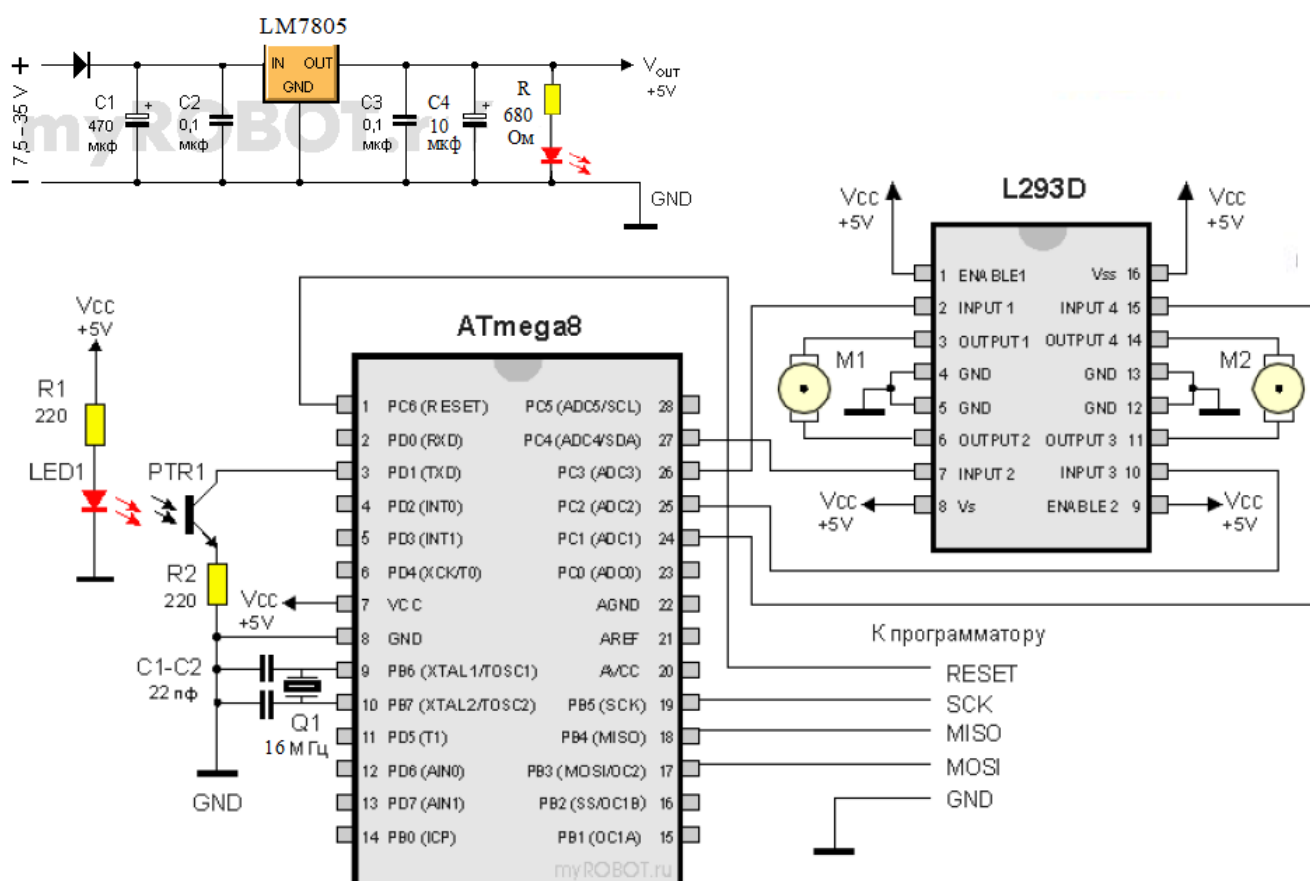 LM7805
IN OUT
GND
+
7,5 – 35 V
–
C1
470
мкф
+
C2
0,1
мкф
C3
0,1
мкф
C4
10
мкф
+
R
680
Ом
VOUT
+5V
GND
myROBOT.r
L293D
Vcc
+5V
Vcc
+5V
1 ENABLE1
2 INPUT 1
3 OUTPUT1
4 GND
5 GND
6 OUTPUT2
7 INPUT 2
8 Vs
Vss 16
INPUT 4 15
OUTPUT 4 14
GND 13
GND 12
OUTPUT 3 11
INPUT 3 10
ENABLE2 9
M1
M2
Vcc
+5V
Vcc
+5V
Vcc
+5V
R1
220
LED1
PTR1
R2
220
Vcc
+5V
C1-C2
22 пф
Q1
16 МГц
GND
ATmega8
1 PC6 (RESET)
2 PD0 (RXD)
3 PD1 (TXD)
4 PD2 (INT0)
5 PD3 (INT1)
6 PD4 (XCK/T0)
7 VCC
8 GND
9 PB6 (XTAL1/TOSC1)
10 PB7 (XTAL2/TOSC2)
11 PD5 (T1)
12 PD6 (AIN0)
13 PD7 (AIN1)
14 PB0 (ICP)
PC5 (ADC5/SCL) 28
PC4 (ADC4/SDA) 27
PC3 (ADC3) 26
PC2 (ADC2) 25
PC1 (ADC1) 24
PC0 (ADC0) 23
AGND 22
AREF 21
AVCC 20
PB5 (SCK) 19
PB4 (MISO) 18
PB3 (MOSI/OC2) 17
PB2 (SS/OC1B) 16
PB1 (OC1A) 15
myROBOT.ru
К программатору
RESET
SCK
MISO
MOSI
GND